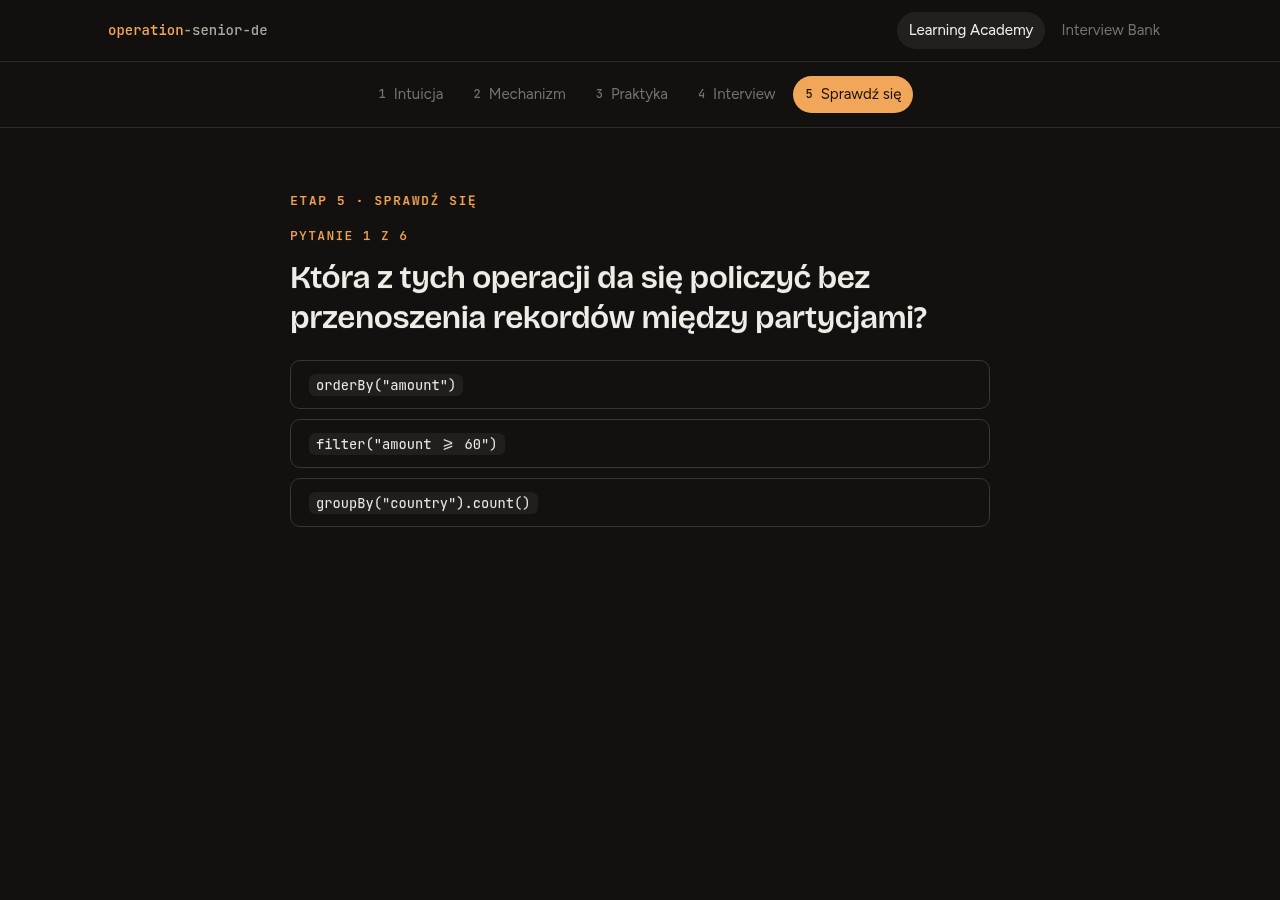 operation-senior-de
Learning Academy
Interview Bank
1 Intuicja
2 Mechanizm
3 Praktyka
4 Interview
5 Sprawdź się
ETAP 5 · SPRAWDŹ SIĘ
PYTANIE 1 Z 6
Która z tych operacji da się policzyć bez
przenoszenia rekordów między partycjami?
orderBy("amount")
filter("amount >= 60")
groupBy("country").count()